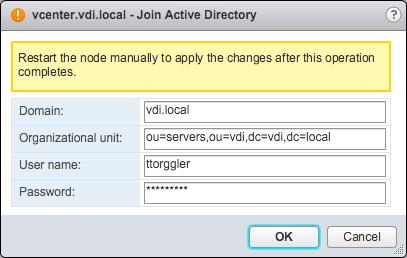 vcenter.vdi.local - Join Active Directory
Restart the node manually to apply the changes after this operation
completes.
Domain: vdi.local
Organizational unit: ou=servers,ou=vdi,dc=vdi,dc=local
User name: ttorggler
Password: *********
OK Cancel